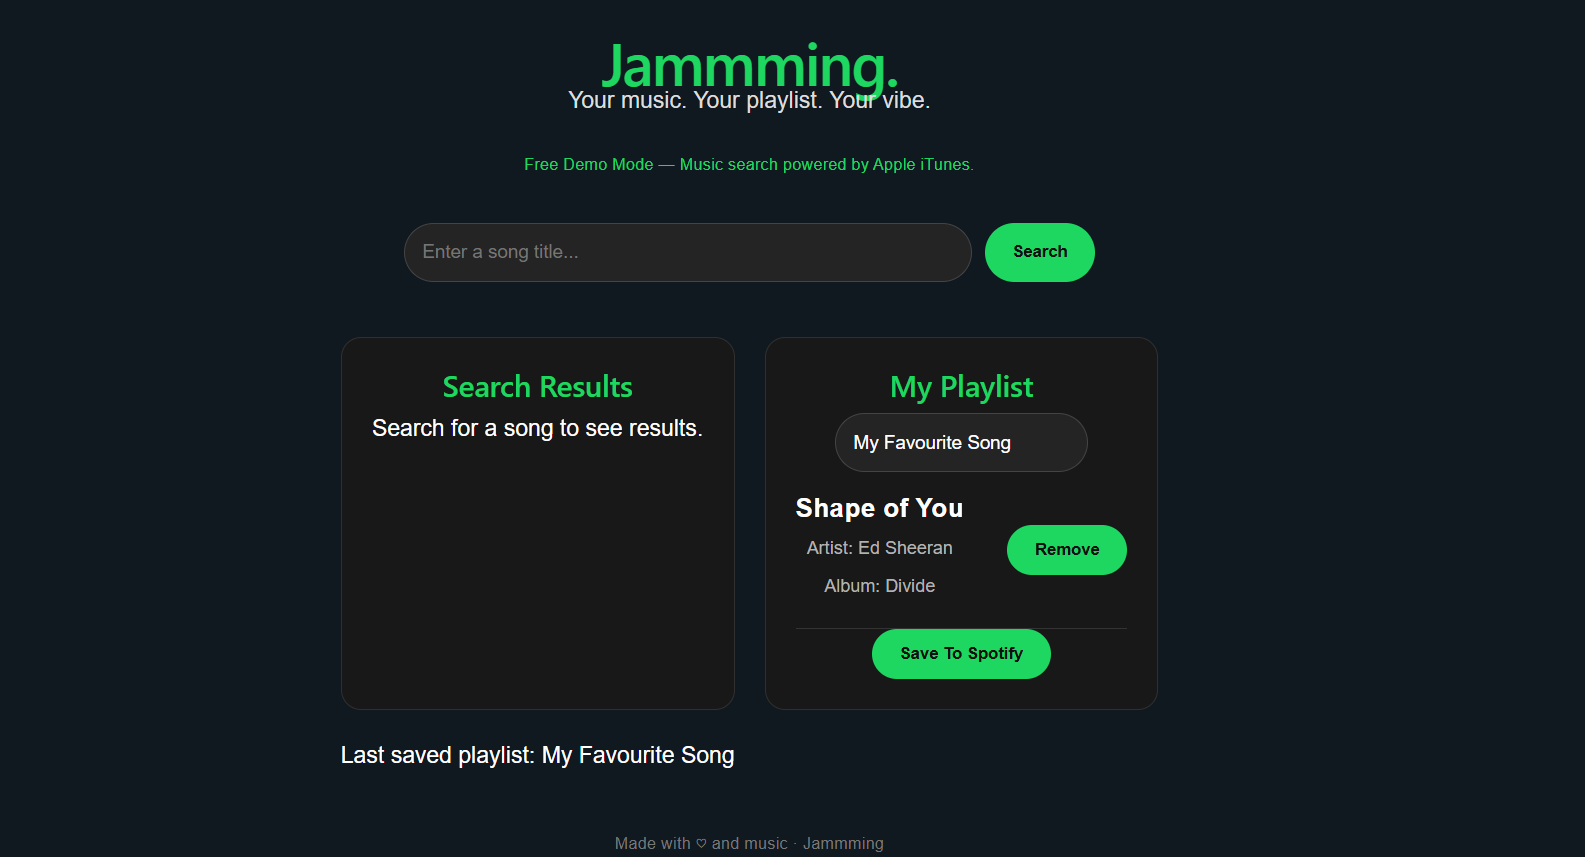 Jammming.
Your music. Your playlist. Your vibe.
Free Demo Mode — Music search powered by Apple iTunes.
Enter a song title...
Search
Search Results
Search for a song to see results.
My Playlist
My Favourite Song
Shape of You
Artist: Ed Sheeran
Album: Divide
Remove
Save To Spotify
Last saved playlist: My Favourite Song
Made with ♡ and music · Jammming